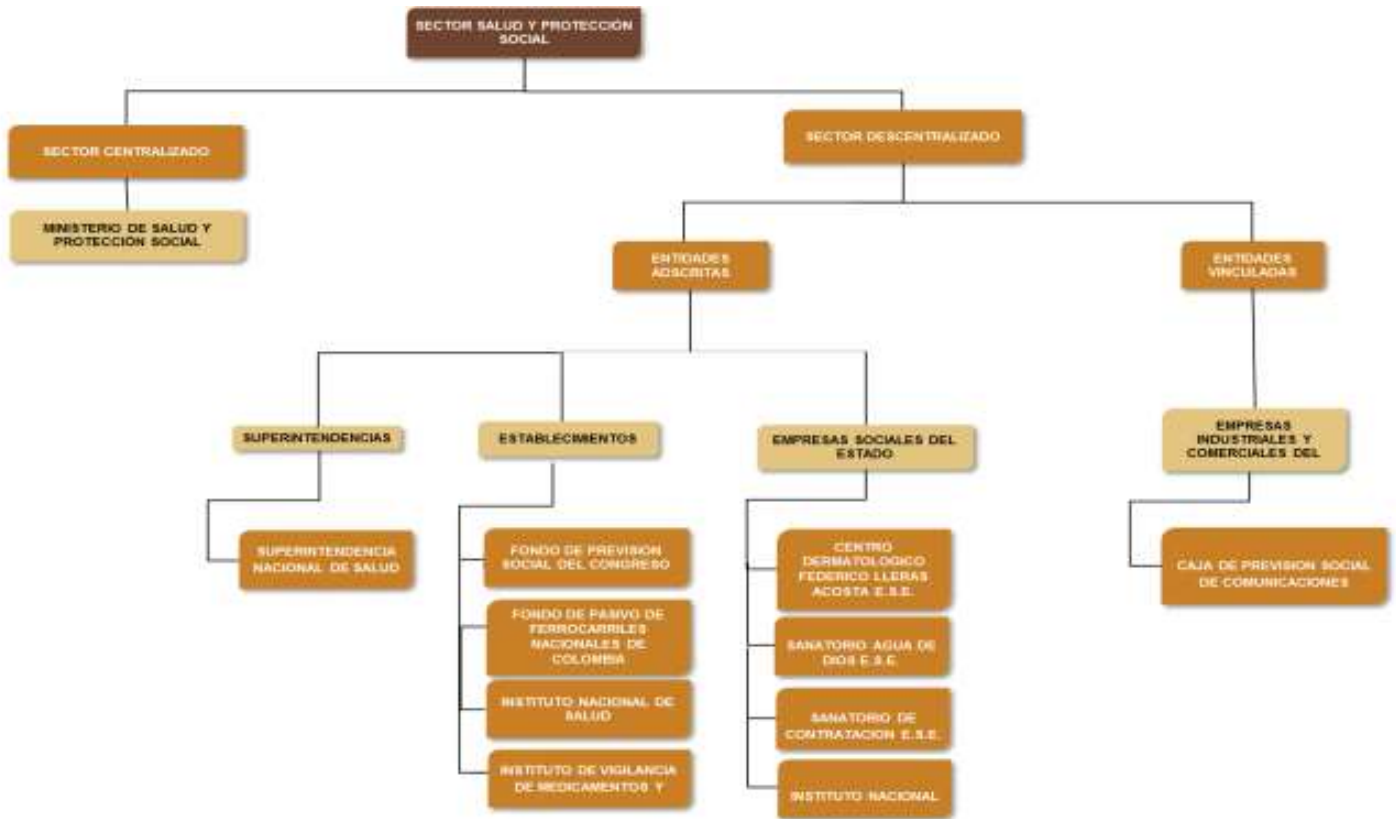 SECTOR SALUD Y PROTECCIÓN
SOCIAL
SECTOR CENTRALIZADO
SECTOR DESCENTRALIZADO
MINISTERIO DE SALUD Y
PROTECCIÓN SOCIAL
ENTIDADES
ADSCRITAS
ENTIDADES
VINCULADAS
SUPERINTENDENCIAS
ESTABLECIMIENTOS
EMPRESAS SOCIALES DEL
ESTADO
EMPRESAS
INDUSTRIALES Y
COMERCIALES DEL
SUPERINTENDENCIA
NACIONAL DE SALUD
FONDO DE PREVISION
SOCIAL DEL CONGRESO
FONDO DE PASIVO DE
FERROCARRILES
NACIONALES DE
COLOMBIA
INSTITUTO NACIONAL DE
SALUD
INSTITUTO DE VIGILANCIA
DE MEDICAMENTOS Y
CENTRO
DERMATOLOGICO
FEDERICO LLERAS
ACOSTA E.S.E.
SANATORIO AGUA DE
DIOS E.S.E
SANATORIO DE
CONTRATACION E.S.E.
INSTITUTO NACIONAL
CAJA DE PREVISION SOCIAL
DE COMUNICACIONES